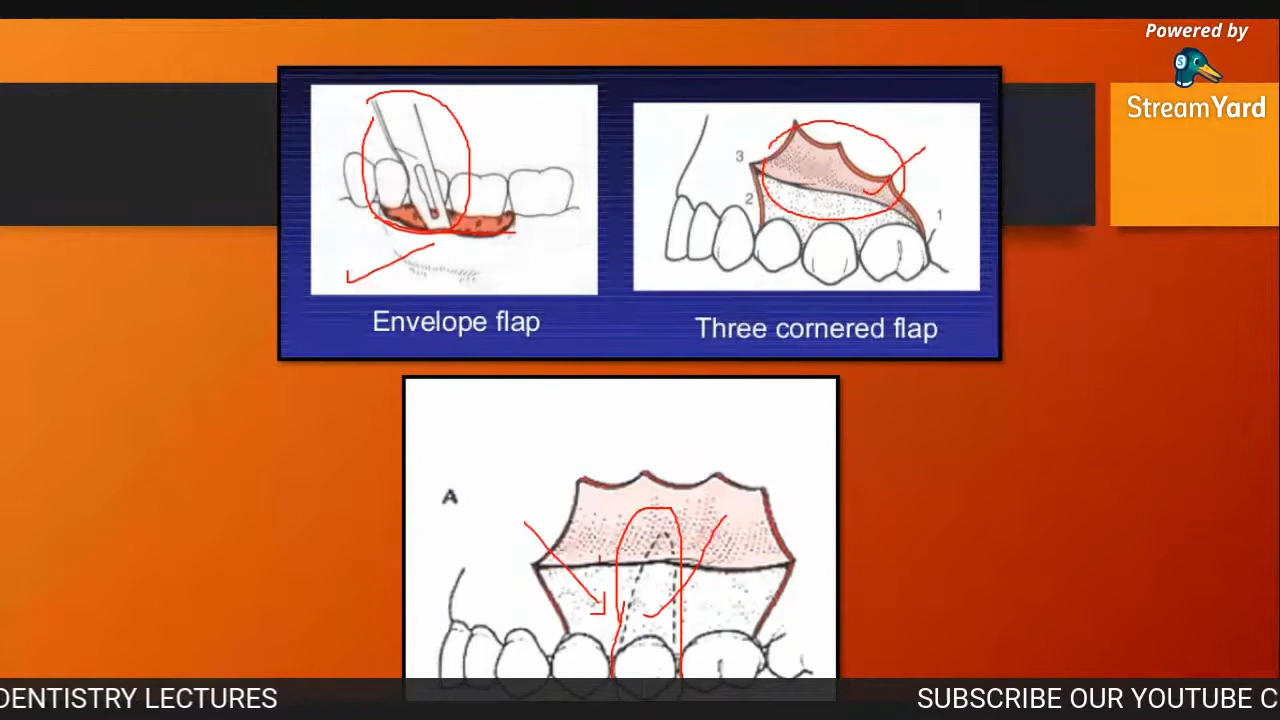 Powered by
StreamYard
3
2
1
Envelope flap
Three cornered flap
A
DENTISTRY LECTURES
SUBSCRIBE OUR YOUTUBE C